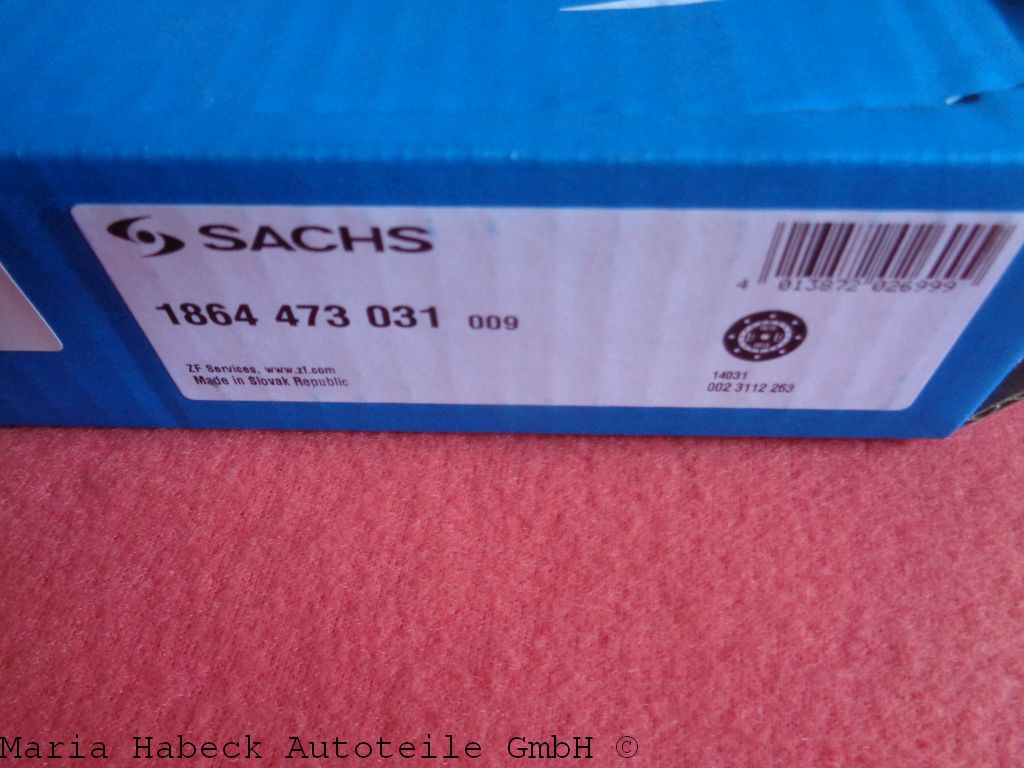 SACHS
4 013872 026999
1864 473 031 009
ZF Services, www.zf.com
Made in Slovak Republic
14031
002 3112 263
Maria Habeck Autoteile GmbH ©